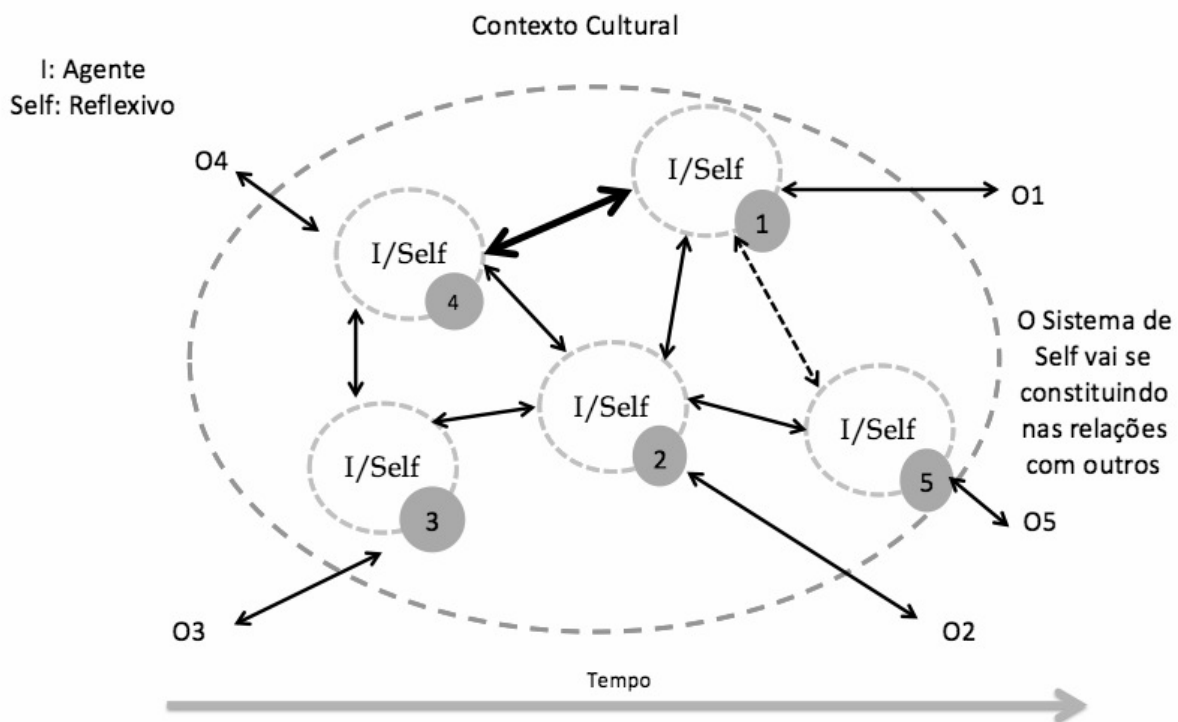 Contexto Cultural
I: Agente
Self: Reflexivo
O4
I/Self
1
O1
I/Self
4
O Sistema de
Self vai se
constituindo
nas relações
com outros
I/Self
2
I/Self
5
I/Self
3
O5
O3
O2
Tempo